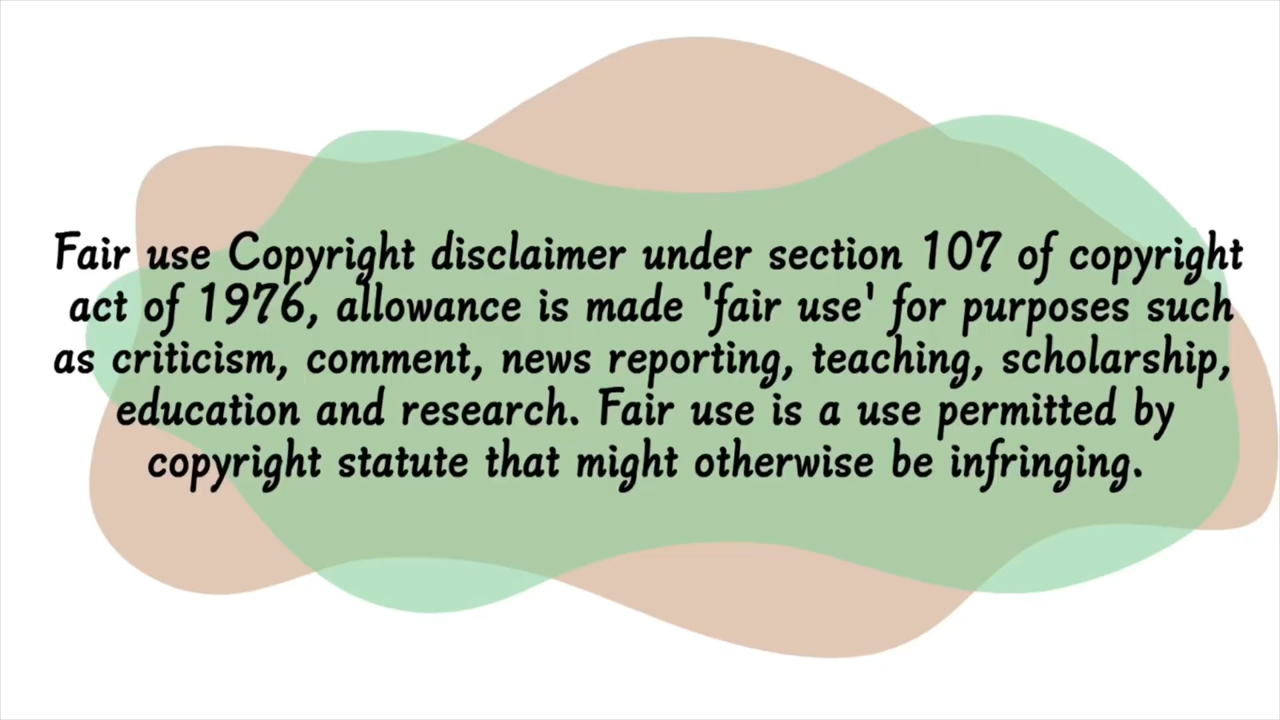 Fair use Copyright disclaimer under section 107 of copyright
act of 1976, allowance is made 'fair use' for purposes such
as criticism, comment, news reporting, teaching, scholarship,
education and research. Fair use is a use permitted by
copyright statute that might otherwise be infringing.